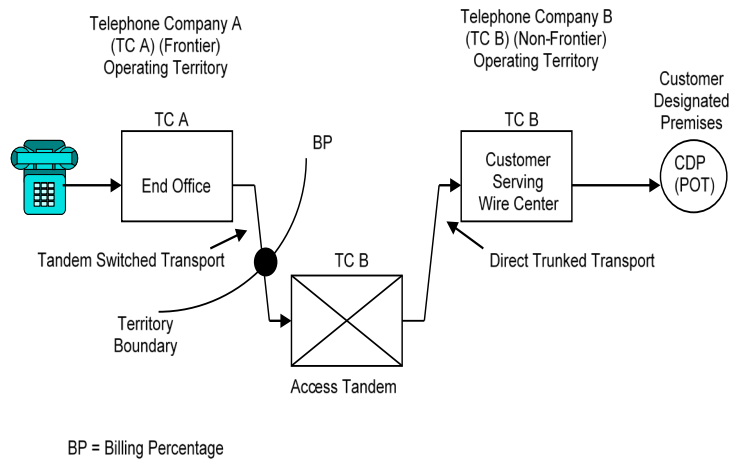 Telephone Company A
(TC A) (Frontier)
Operating Territory
Telephone Company B
(TC B) (Non-Frontier)
Operating Territory
Customer
Designated
Premises
TC A
End Office
BP
TC B
Customer
Serving
Wire Center
CDP
(POT)
Tandem Switched Transport
TC B
Direct Trunked Transport
Territory
Boundary
Access Tandem
BP = Billing Percentage